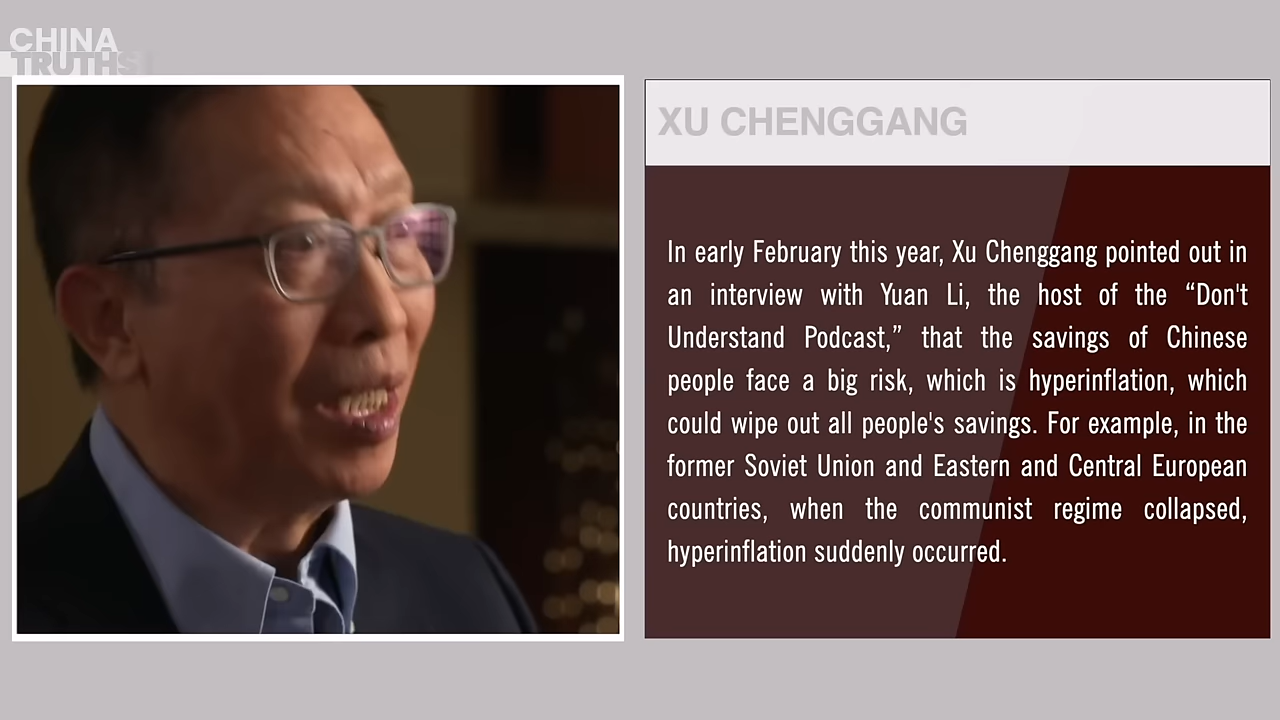 CHINA
TRUTHS
XU CHENGGANG
In early February this year, Xu Chenggang pointed out in
an interview with Yuan Li, the host of the “Don't
Understand Podcast,” that the savings of Chinese
people face a big risk, which is hyperinflation, which
could wipe out all people's savings. For example, in the
former Soviet Union and Eastern and Central European
countries, when the communist regime collapsed,
hyperinflation suddenly occurred.